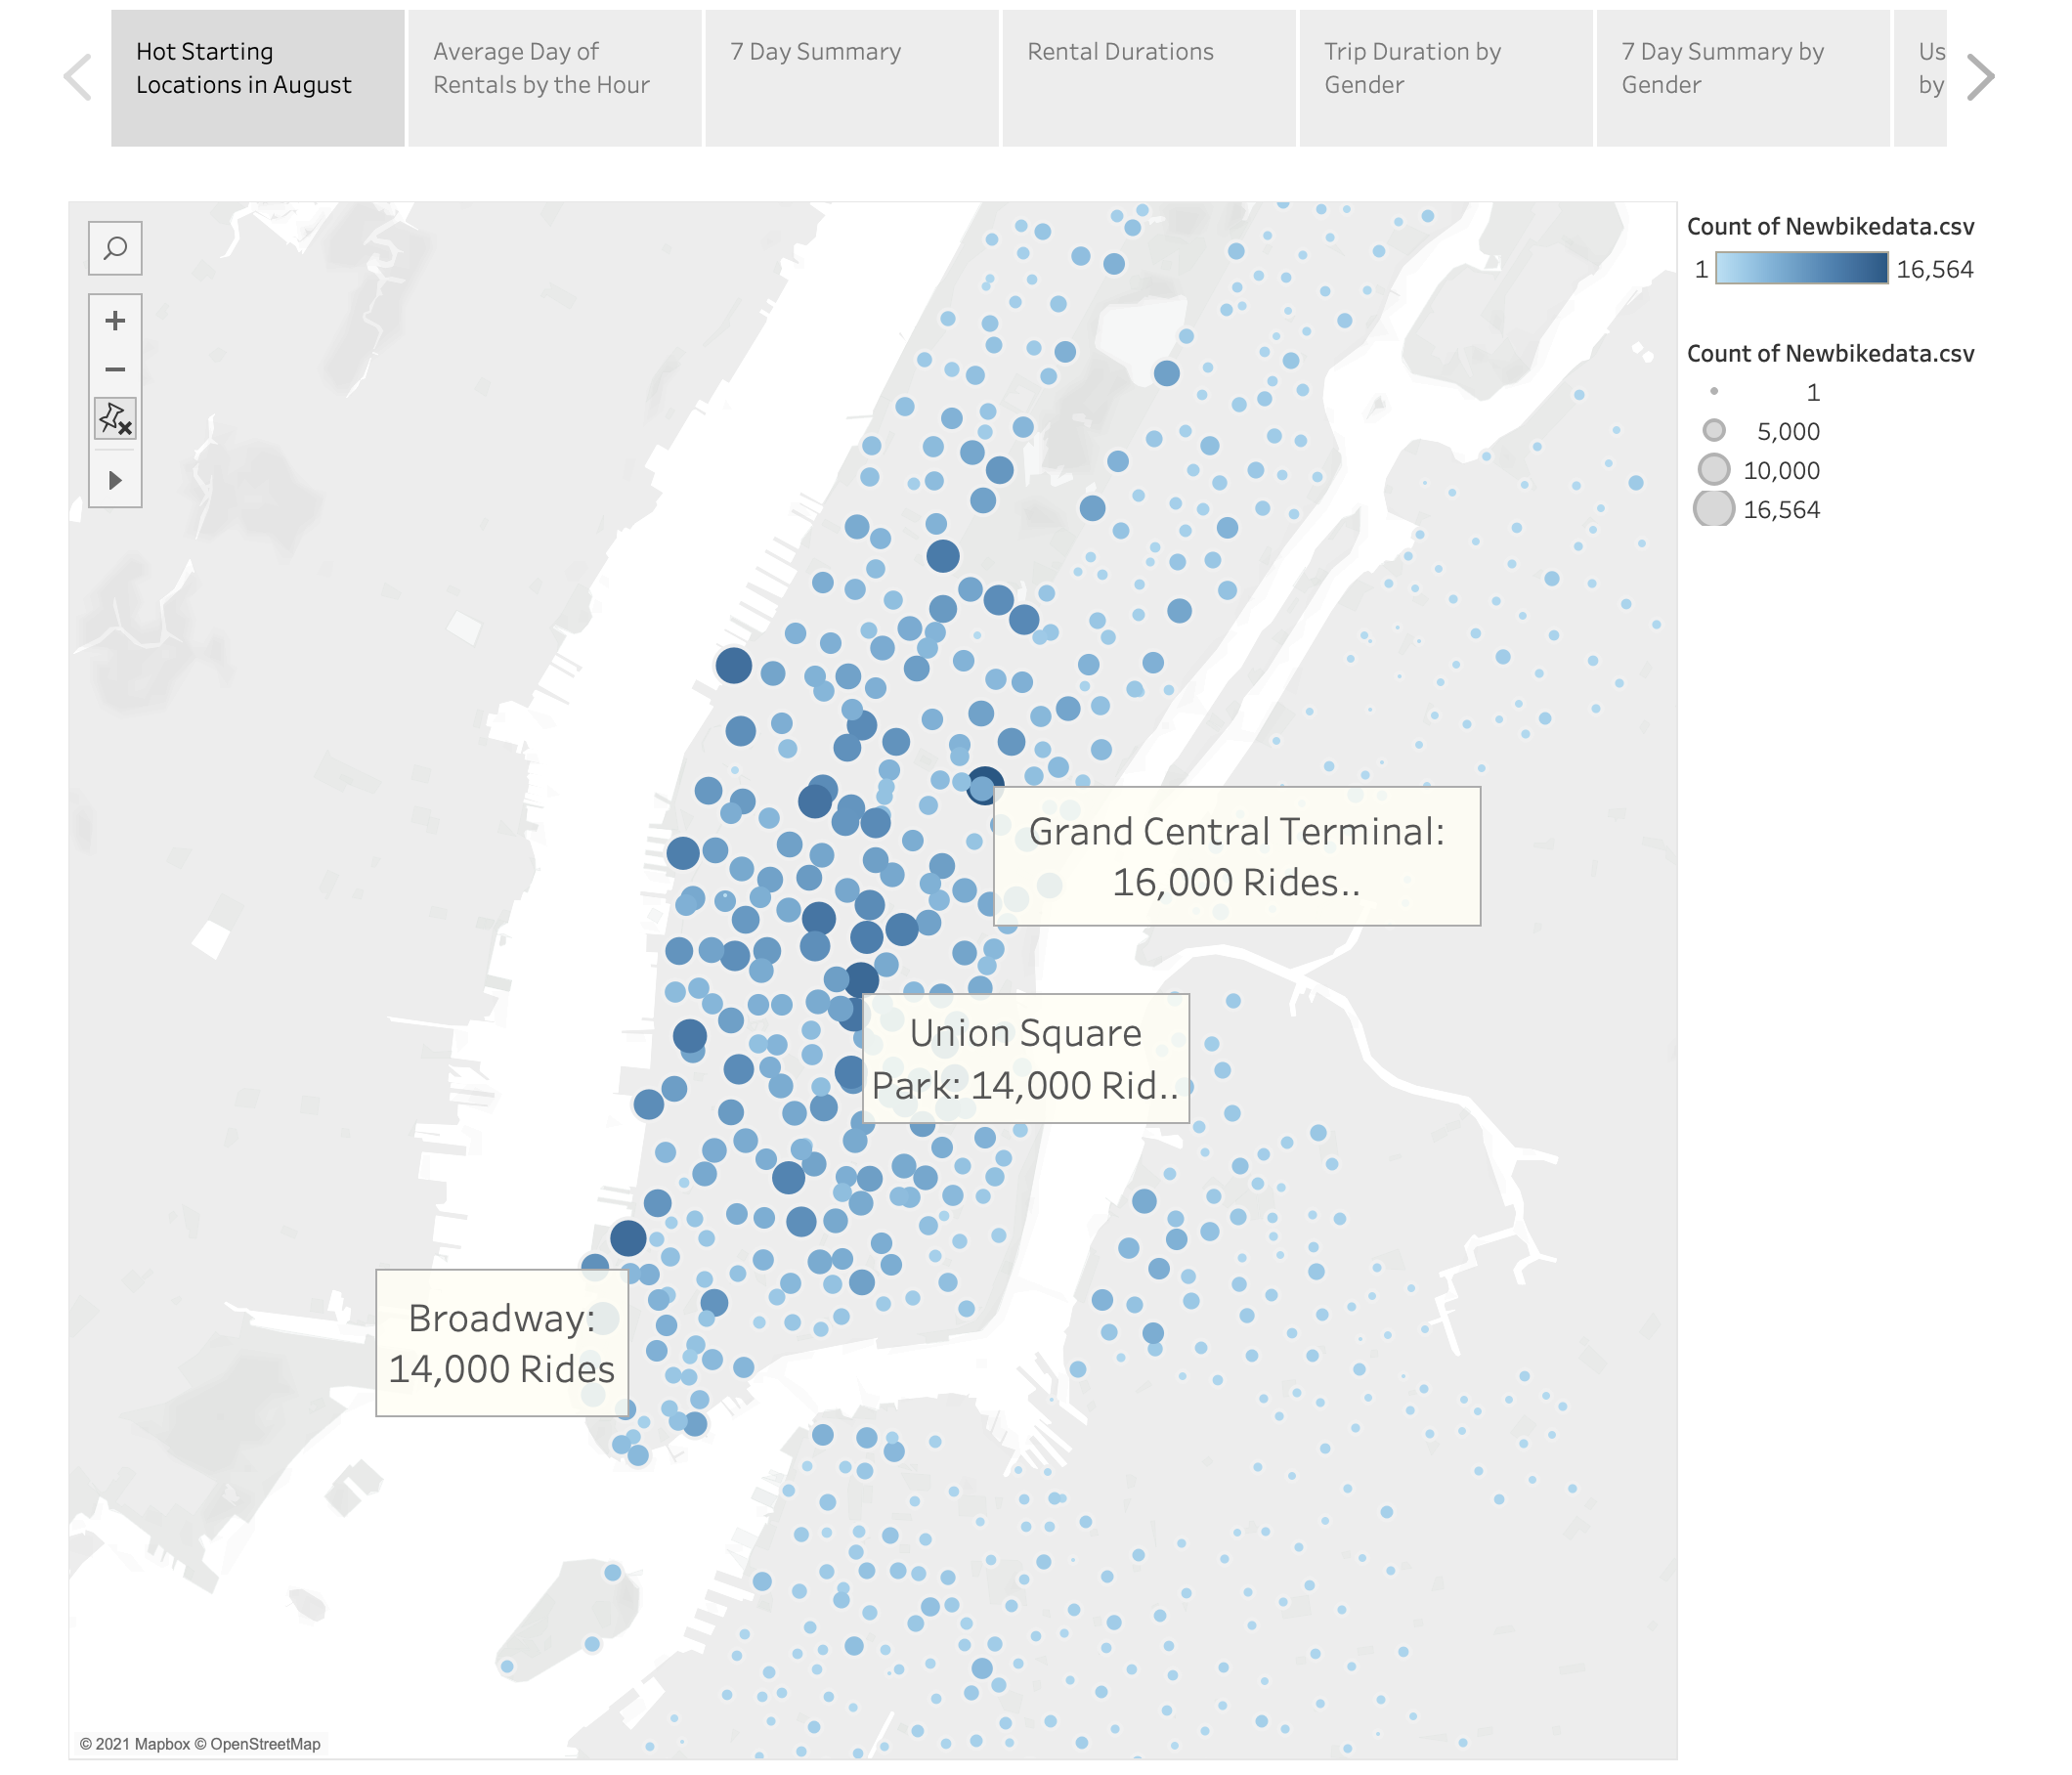 Hot Starting
Locations in August
Average Day of
Rentals by the Hour
7 Day Summary
Rental Durations
Trip Duration by
Gender
7 Day Summary by
Gender
Us
by
Count of Newbikedata.csv
1 16,564
Count of Newbikedata.csv
1
5,000
10,000
16,564
Grand Central Terminal:
16,000 Rides..
Union Square
Park: 14,000 Rid..
Broadway:
14,000 Rides
© 2021 Mapbox © OpenStreetMap